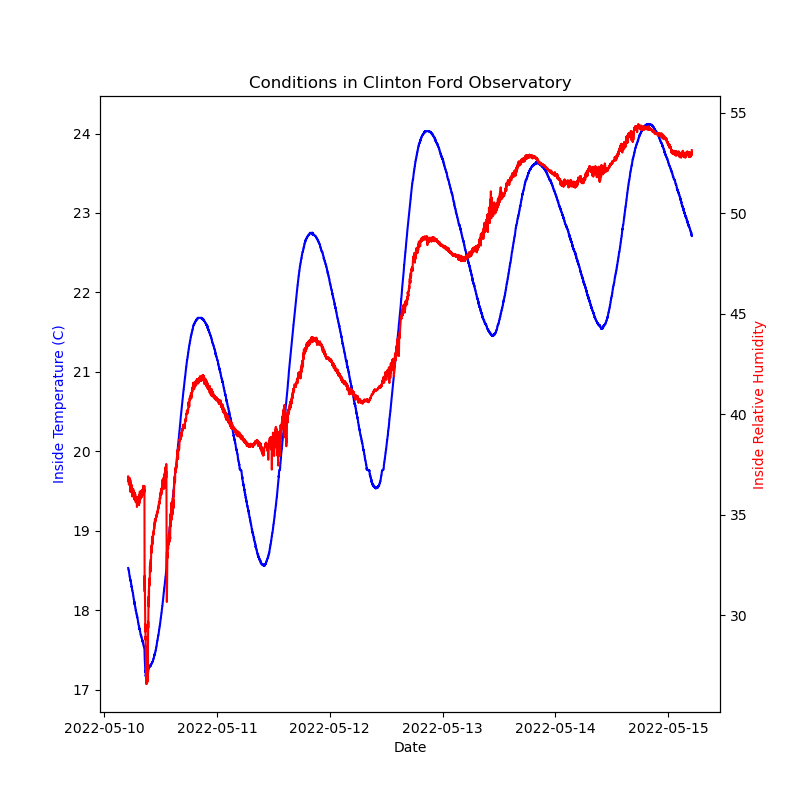 Conditions in Clinton Ford Observatory
Inside Temperature (C)
24
23
22
21
20
19
18
17
55
50
45
40
35
30
Inside Relative Humidity
2022-05-10 2022-05-11 2022-05-12 2022-05-13 2022-05-14 2022-05-15
Date